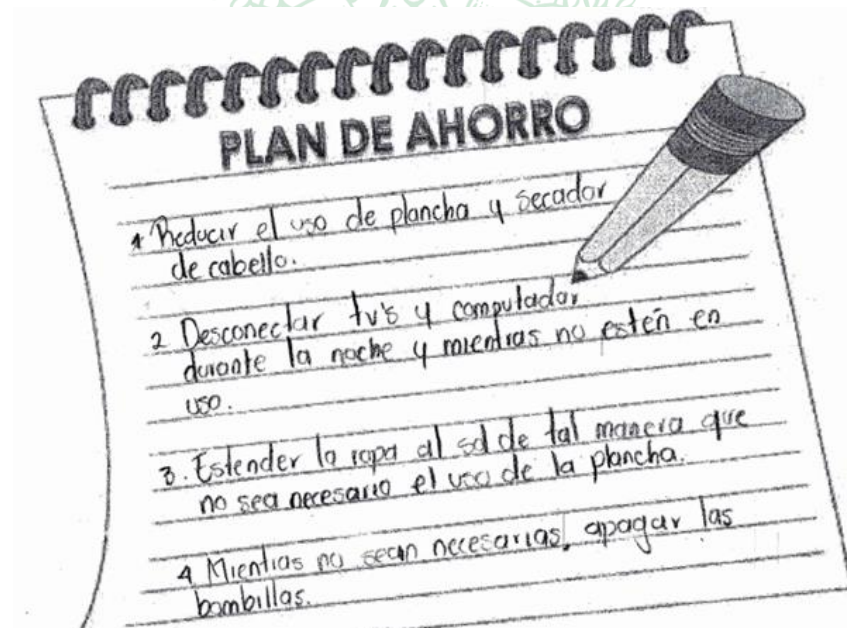 PLAN DE AHORRO
1 Reducir el uso de plancha y secador
de cabello.
2 Desconectar tv's y computador
durante la noche y mientras no estén en
uso.
3. Estender la ropa al sol de tal manera que
no sea necesario el uso de la plancha.
4 Mientras no sean necesarias, apagar las
bombillas.